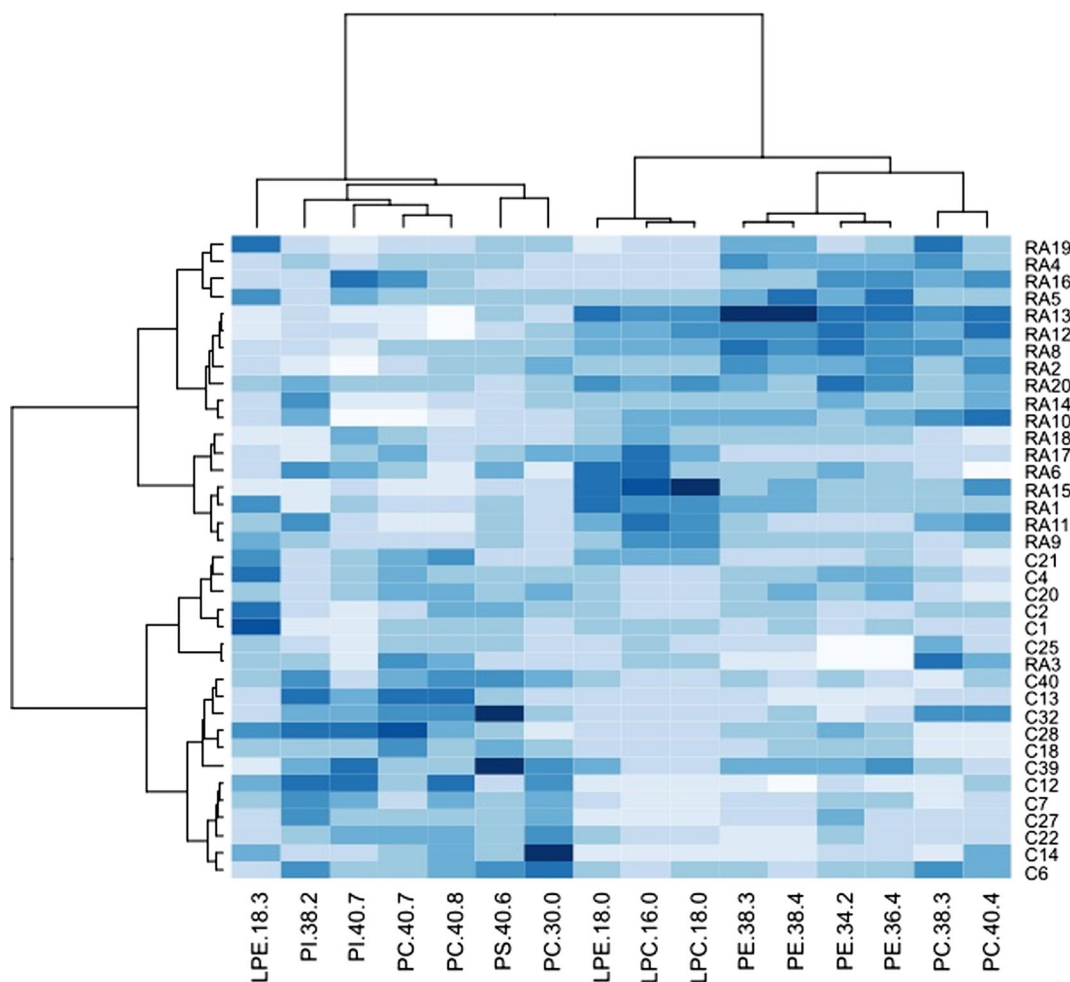 RA19
RA4
RA16
RA5
RA13
RA12
RA8
RA2
RA20
RA14
RA10
RA18
RA17
RA6
RA15
RA1
RA11
RA9
C21
C4
C20
C2
C1
C25
RA3
C40
C13
C32
C28
C18
C39
C12
C7
C27
C22
C14
C6
LPE.18.3
PI.38.2
PI.40.7
PC.40.7
PC.40.8
PS.40.6
PC.30.0
LPE.18.0
LPC.16.0
LPC.18.0
PE.38.3
PE.38.4
PE.34.2
PE.36.4
PC.38.3
PC.40.4